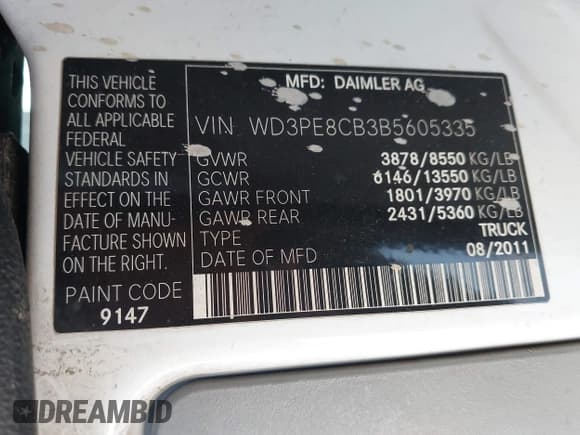 THIS VEHICLE
CONFORMS TO
ALL APPLICABLE
FEDERAL
VEHICLE SAFETY
STANDARDS IN
EFFECT ON THE
DATE OF MANU-
FACTURE SHOWN
ON THE RIGHT.
PAINT CODE
9147
MFD: DAIMLER AG
VIN WD3PE8CB3B5605335
GVWR 3878/8550 KG/LB
GCWR 6146/13550 KG/LB
GAWR FRONT 1801/3970 KG/LB
GAWR REAR 2431/5360 KG/LB
TYPE TRUCK
DATE OF MFD 08/2011
DREAMBID